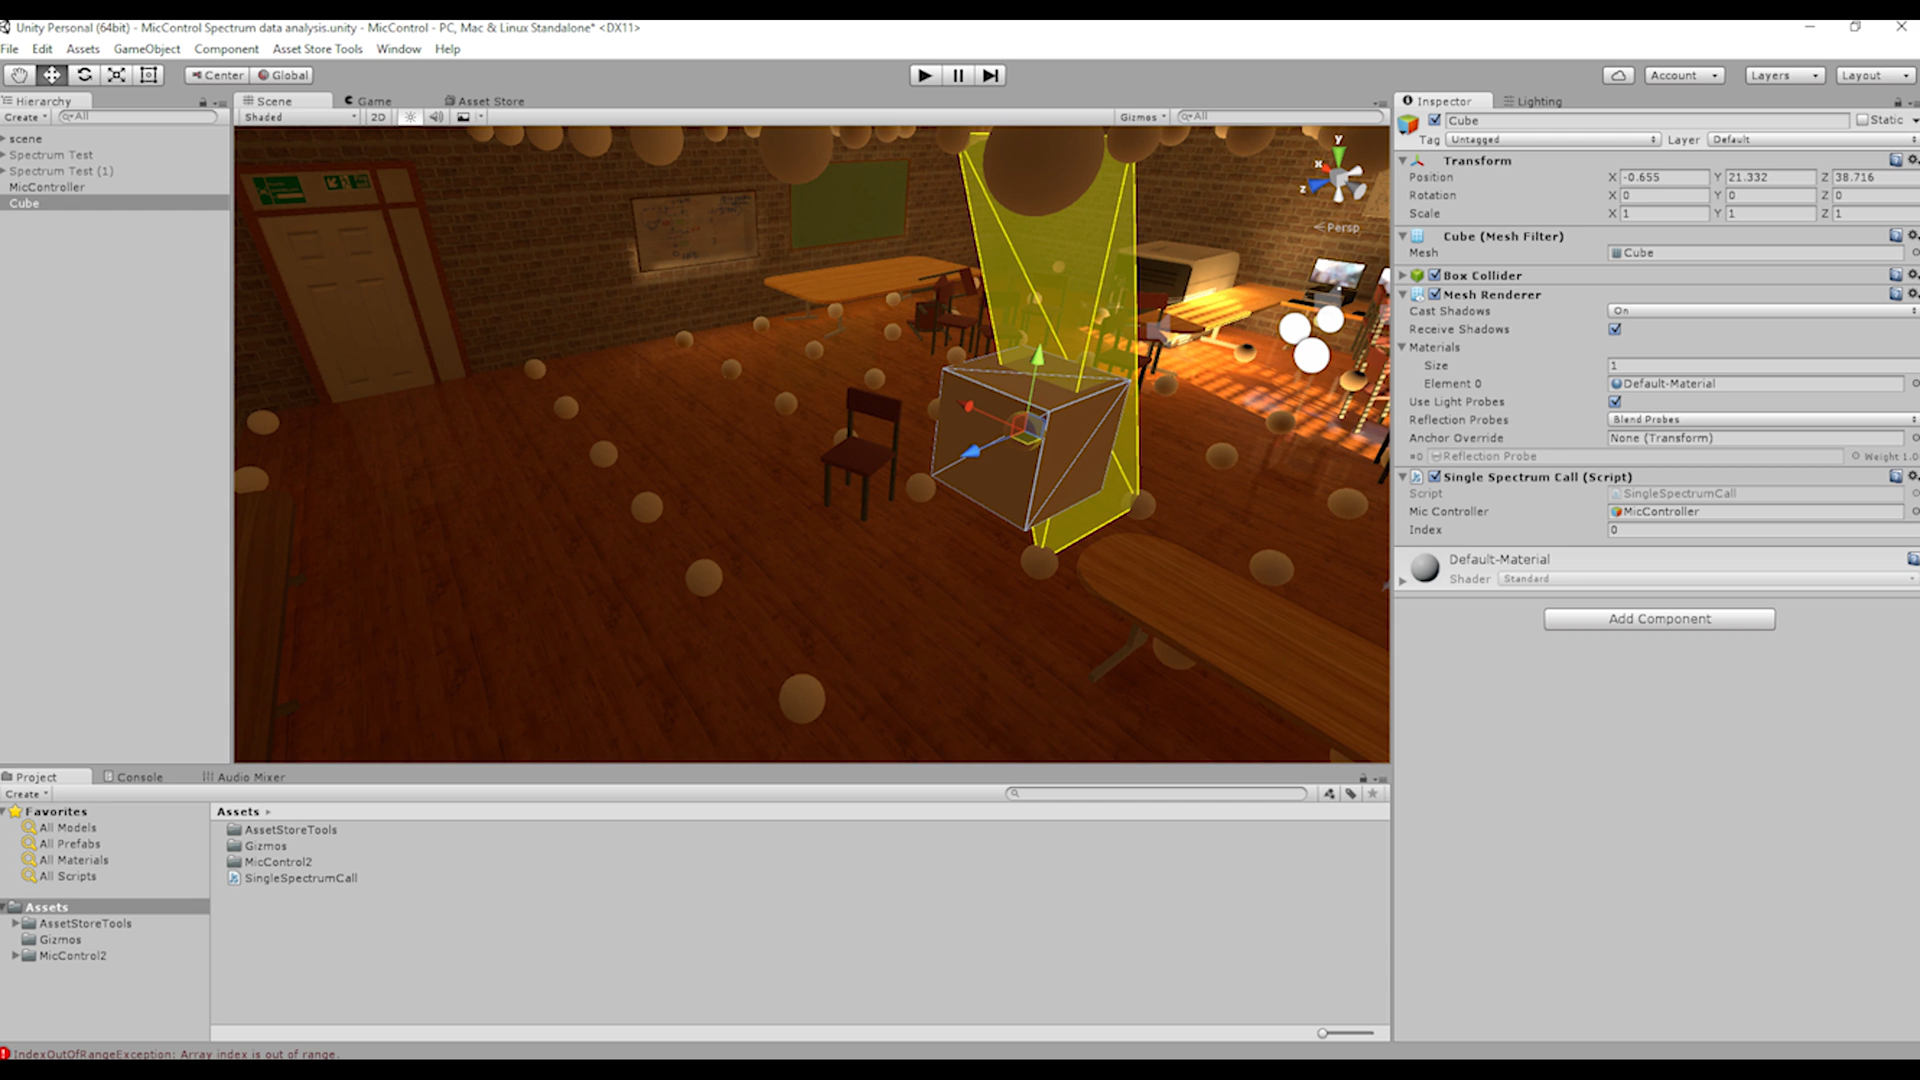 Unity Personal (64bit) - MicControl Spectrum data analysis.unity - MicControl - PC, Mac & Linux Standalone* <DX11>
File Edit Assets GameObject Component Asset Store Tools Window Help
Center Global Account Layers Layout
Hierarchy
Create All
scene
Spectrum Test
Spectrum Test (1)
MicController
Cube
Scene Game Asset Store
Shaded 2D Gizmos All
y
x
z
Persp
Inspector Lighting
Cube Static
Tag Untagged Layer Default
Transform
Position X -0.655 Y 21.332 Z 38.716
Rotation X 0 Y 0 Z 0
Scale X 1 Y 1 Z 1
Cube (Mesh Filter)
Mesh Cube
Box Collider
Mesh Renderer
Cast Shadows On
Receive Shadows
Materials
Size 1
Element 0 Default-Material
Use Light Probes
Reflection Probes Blend Probes
Anchor Override None (Transform)
#0 Reflection Probe Weight 1.0
Single Spectrum Call (Script)
Script SingleSpectrumCall
Mic Controller MicController
Index 0
Default-Material
Shader Standard
Add Component
Project Console Audio Mixer
Create
Favorites
All Models
All Prefabs
All Materials
All Scripts
Assets
AssetStoreTools
Gizmos
MicControl2
Assets
AssetStoreTools
Gizmos
MicControl2
SingleSpectrumCall
IndexOutOfRangeException: Array index is out of range.